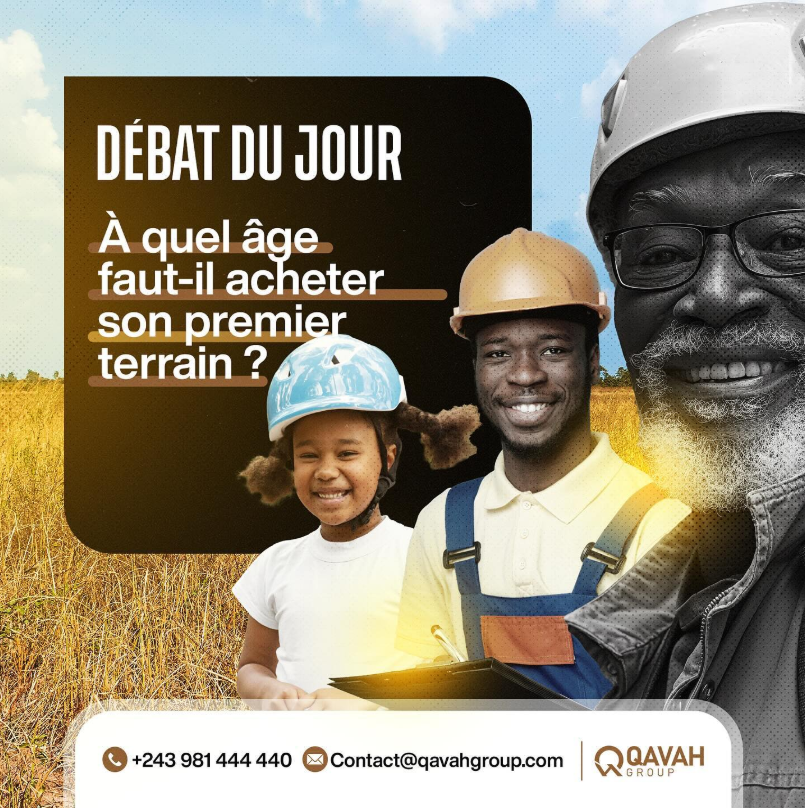 DÉBAT DU JOUR
À quel âge
faut-il acheter
son premier
terrain ?
+243 981 444 440 Contact@qavahgroup.com QAVAH
GROUP